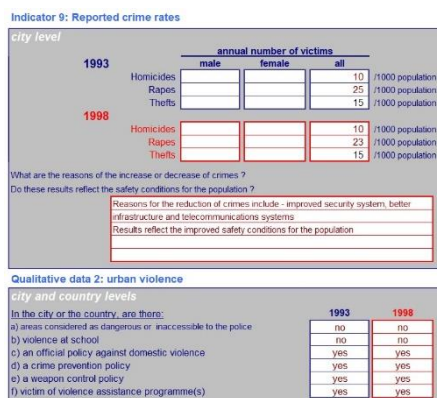 Indicator 9: Reported crime rates
city level
annual number of victims
1993 male female all
Homicides 10 /1000 population
Rapes 25 /1000 population
Thefts 15 /1000 population
1998
Homicides 10 /1000 population
Rapes 23 /1000 population
Thefts 15 /1000 population
What are the reasons of the increase or decrease of crimes ?
Do these results reflect the safety conditions for the population ?
Reasons for the reduction of crimes include - improved security system, better
infrastructure and telecommunications systems
Results reflect the improved safety conditions for the population
Qualitative data 2: urban violence
city and country levels
In the city or the country, are there: 1993 1998
a) areas considered as dangerous or inaccessible to the police no no
b) violence at school no no
c) an official policy against domestic violence yes yes
d) a crime prevention policy yes yes
e) a weapon control policy yes yes
f) victim of violence assistance programme(s) yes yes